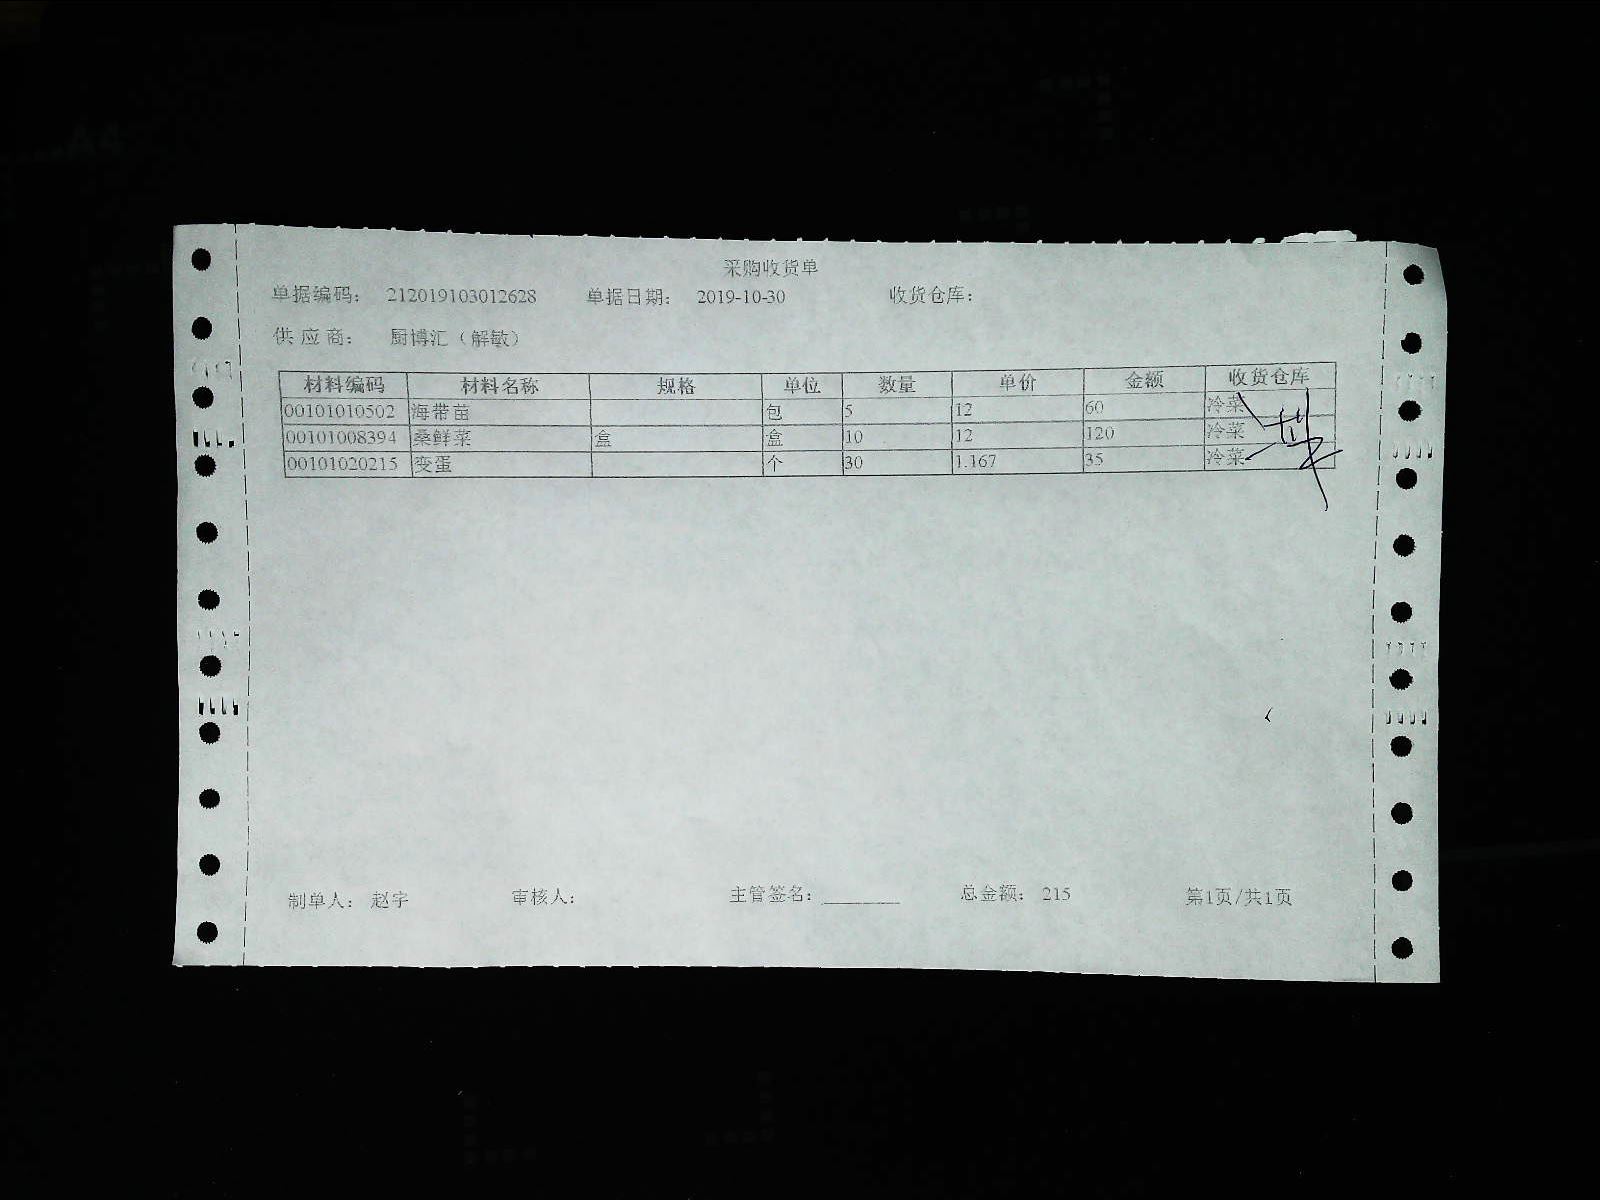 采购收货单
单据编码： 212019103012628 单据日期： 2019-10-30 收货仓库：
供应商： 厨博汇（解敏）
材料编码 材料名称 规格 单位 数量 单价 金额 收货仓库
00101010502 海带苗 包 5 12 60 冷菜
00101008394 桑鲜菜 盒 盒 10 12 120 冷菜
00101020215 变蛋 个 30 1.167 35 冷菜
制单人： 赵宇 审核人： 主管签名：________ 总金额： 215 第1页/共1页